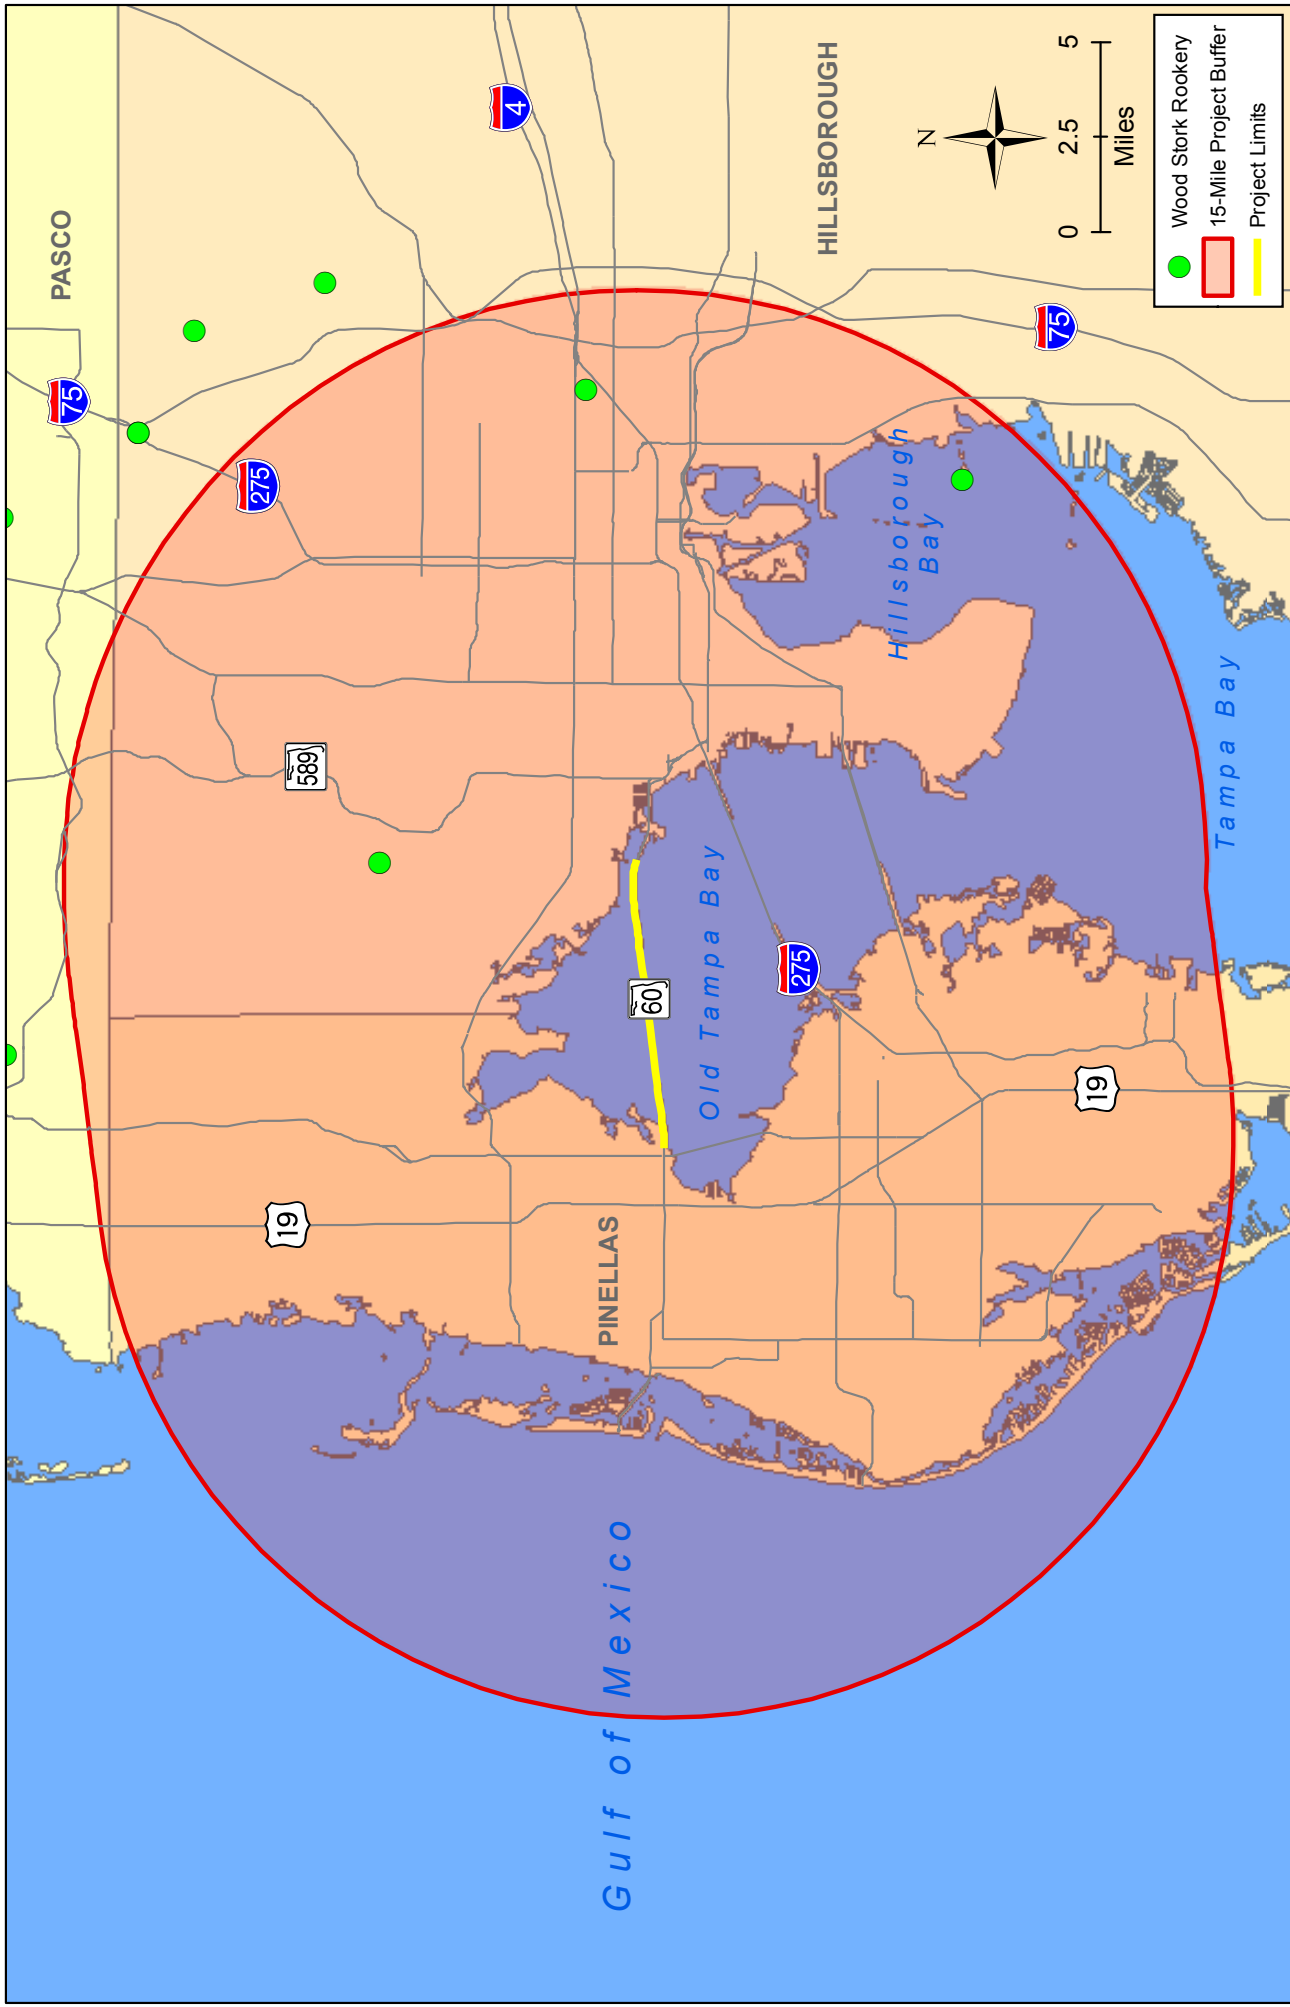 PASCO
75
275
4
HILLSBOROUGH
N
0 2.5 5
Miles
Wood Stork Rookery
15-Mile Project Buffer
Project Limits
75
589
Hillsborough
Bay
Tampa Bay
60
Old Tampa Bay
275
19
19
PINELLAS
Gulf of Mexico